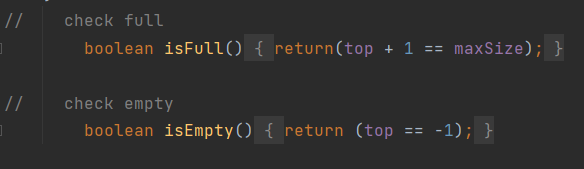 //    check full
boolean isFull() { return(top + 1 == maxSize); }
//    check empty
boolean isEmpty() { return (top == -1); }